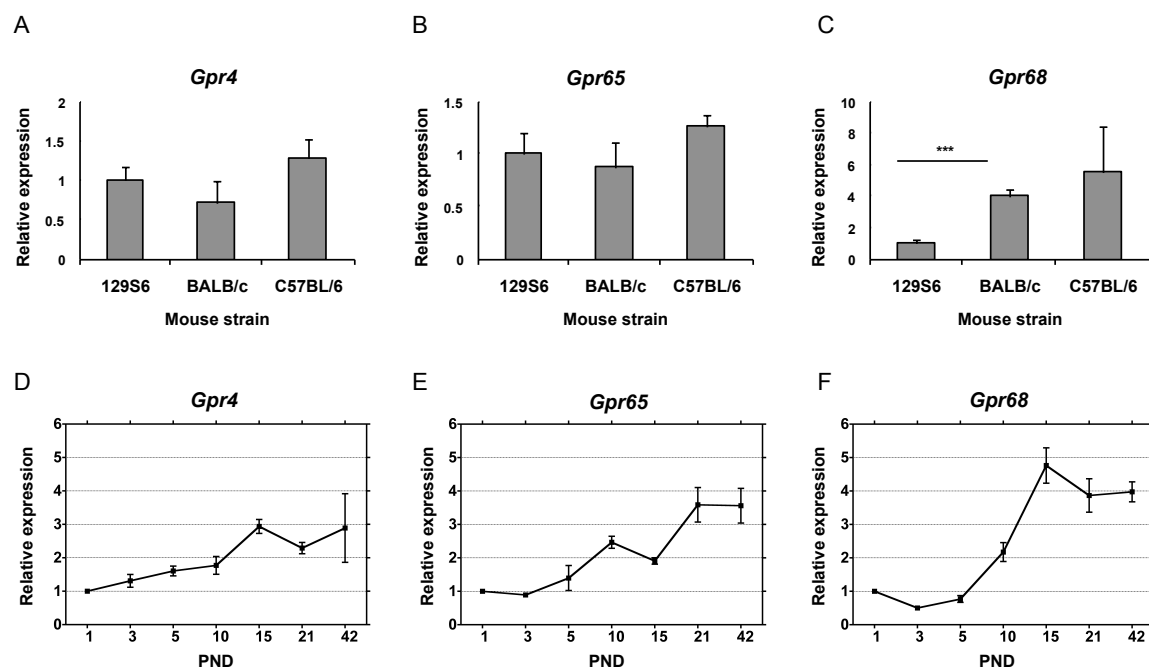 A
Gpr4
Relative expression
2
1.5
1
0.5
0
129S6 BALB/c C57BL/6
Mouse strain
B
Gpr65
Relative expression
1.5
1
0.5
0
129S6 BALB/c C57BL/6
Mouse strain
C
Gpr68
Relative expression
10
8
6
4
2
0
***
129S6 BALB/c C57BL/6
Mouse strain
D
Gpr4
Relative expression
6
5
4
3
2
1
0
1 3 5 10 15 21 42
PND
E
Gpr65
Relative expression
6
5
4
3
2
1
0
1 3 5 10 15 21 42
PND
F
Gpr68
Relative expression
6
5
4
3
2
1
0
1 3 5 10 15 21 42
PND